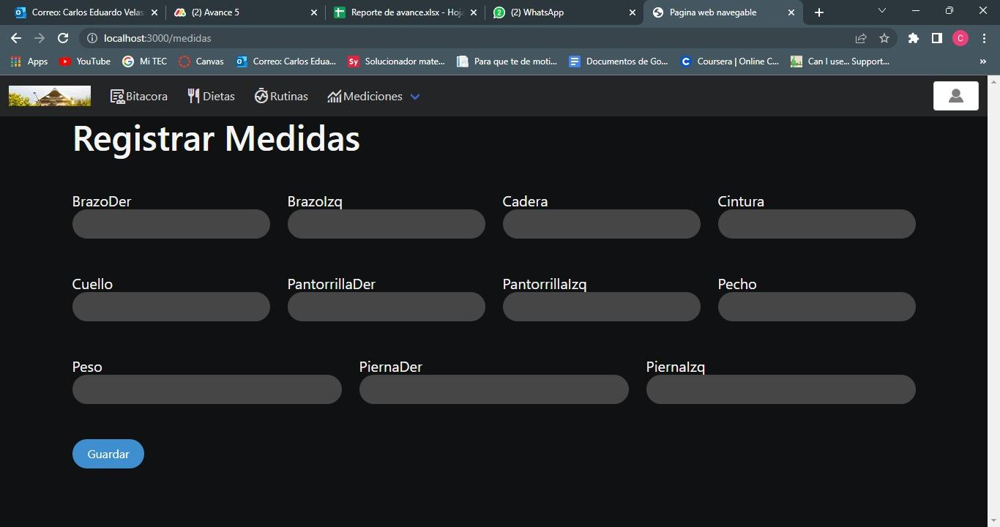 Correo: Carlos Eduardo Velas
(2) Avance 5
Reporte de avance.xlsx - Hoja
(2) WhatsApp
Pagina web navegable
localhost:3000/medidas
C
Apps
YouTube
Mi TEC
Canvas
Correo: Carlos Edua...
Solucionador mate...
Para que te de moti...
Documentos de Go...
Coursera | Online C...
Can I use... Support...
Bitacora
Dietas
Rutinas
Mediciones
Registrar Medidas
BrazoDer
BrazoIzq
Cadera
Cintura
Cuello
PantorrillaDer
PantorrillaIzq
Pecho
Peso
PiernaDer
PiernaIzq
Guardar